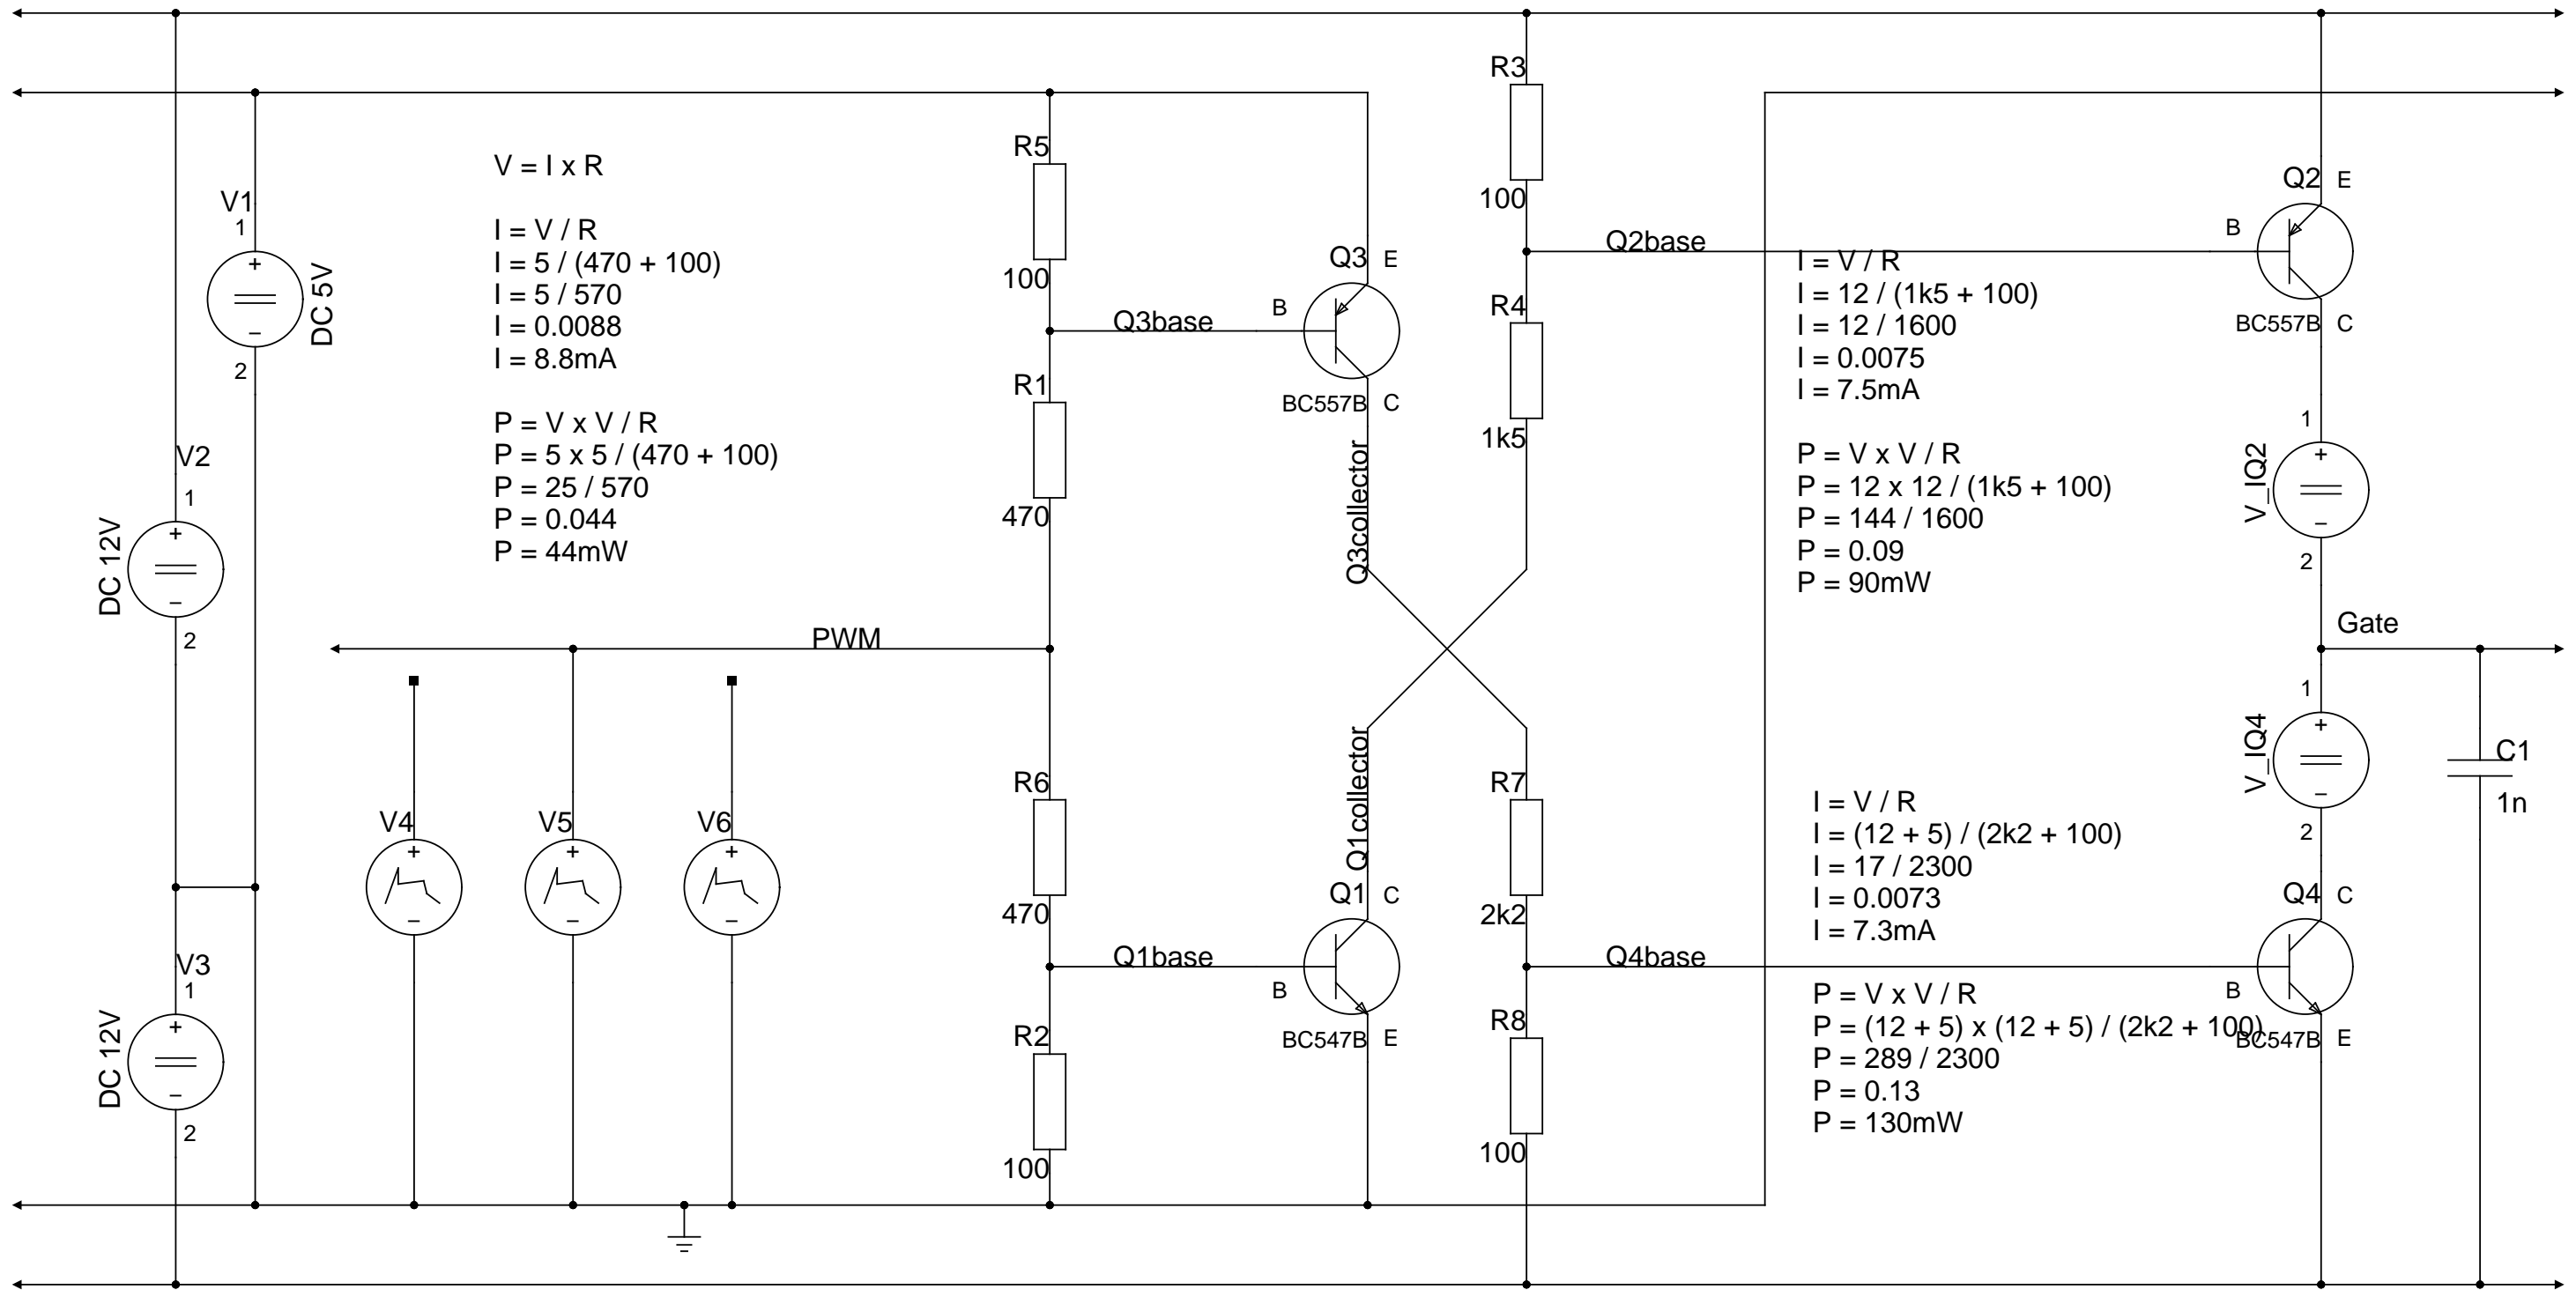 R3
100
R5
100
V = I x R
I = V / R
I = 5 / (470 + 100)
I = 5 / 570
I = 0.0088
I = 8.8mA
P = V x V / R
P = 5 x 5 / (470 + 100)
P = 25 / 570
P = 0.044
P = 44mW
V1
1
+
−
DC 5V
2
V2
1
+
−
DC 12V
2
V3
1
+
−
DC 12V
2
Q3base
B
Q3
E
BC557B
C
R1
470
Q3collector
R4
1k5
Q2base
I = V / R
I = 12 / (1k5 + 100)
I = 12 / 1600
I = 0.0075
I = 7.5mA
P = V x V / R
P = 12 x 12 / (1k5 + 100)
P = 144 / 1600
P = 0.09
P = 90mW
B
Q2
E
BC557B
C
1
+
V_IQ2
−
2
Gate
PWM
V4
+
−
V5
+
−
V6
+
−
R6
470
Q1base
B
Q1collector
Q1
C
BC547B
E
R2
100
R7
2k2
Q4base
R8
100
I = V / R
I = (12 + 5) / (2k2 + 100)
I = 17 / 2300
I = 0.0073
I = 7.3mA
P = V x V / R
P = (12 + 5) x (12 + 5) / (2k2 + 100)
P = 289 / 2300
P = 0.13
P = 130mW
1
+
V_IQ4
−
2
C1
1n
Q4
C
B
BC547B
E